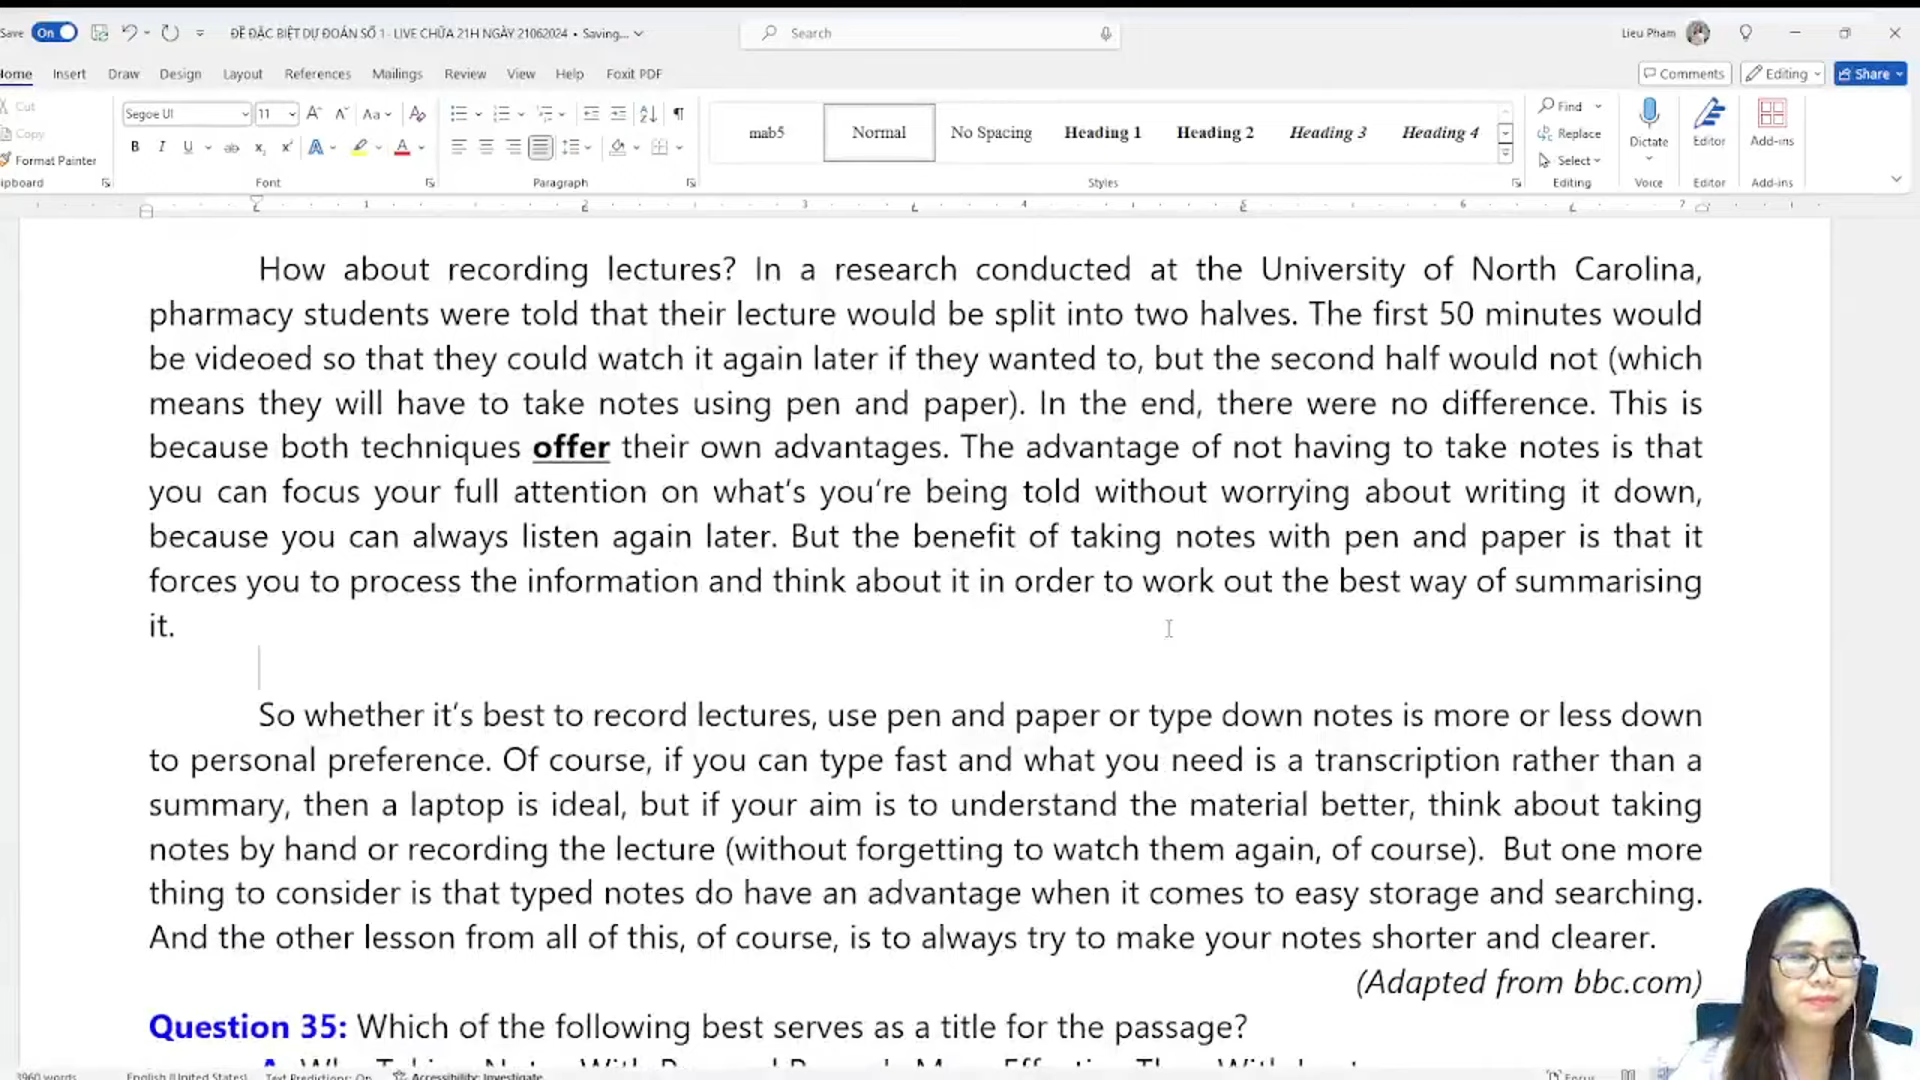 Save On ĐỀ ĐẶC BIỆT DỰ ĐOÁN SỐ 1 - LIVE CHỮA 21H NGÀY 21062024 • Saving... Search Lieu Pham
Home Insert Draw Design Layout References Mailings Review View Help Foxit PDF Comments Editing Share
Cut
Copy
Format Painter
Segoe UI 11
mab5 Normal No Spacing Heading 1 Heading 2 Heading 3 Heading 4
Find
Replace
Select
Dictate Editor Add-ins
Font Paragraph Styles Editing Voice Editor Add-ins
How about recording lectures? In a research conducted at the University of North Carolina,
pharmacy students were told that their lecture would be split into two halves. The first 50 minutes would
be videoed so that they could watch it again later if they wanted to, but the second half would not (which
means they will have to take notes using pen and paper). In the end, there were no difference. This is
because both techniques offer their own advantages. The advantage of not having to take notes is that
you can focus your full attention on what's you're being told without worrying about writing it down,
because you can always listen again later. But the benefit of taking notes with pen and paper is that it
forces you to process the information and think about it in order to work out the best way of summarising
it.
So whether it's best to record lectures, use pen and paper or type down notes is more or less down
to personal preference. Of course, if you can type fast and what you need is a transcription rather than a
summary, then a laptop is ideal, but if your aim is to understand the material better, think about taking
notes by hand or recording the lecture (without forgetting to watch them again, of course). But one more
thing to consider is that typed notes do have an advantage when it comes to easy storage and searching.
And the other lesson from all of this, of course, is to always try to make your notes shorter and clearer.
(Adapted from bbc.com)
Question 35: Which of the following best serves as a title for the passage?
3960 words English (United States) Text Predictions: On Accessibility: Investigate Focus